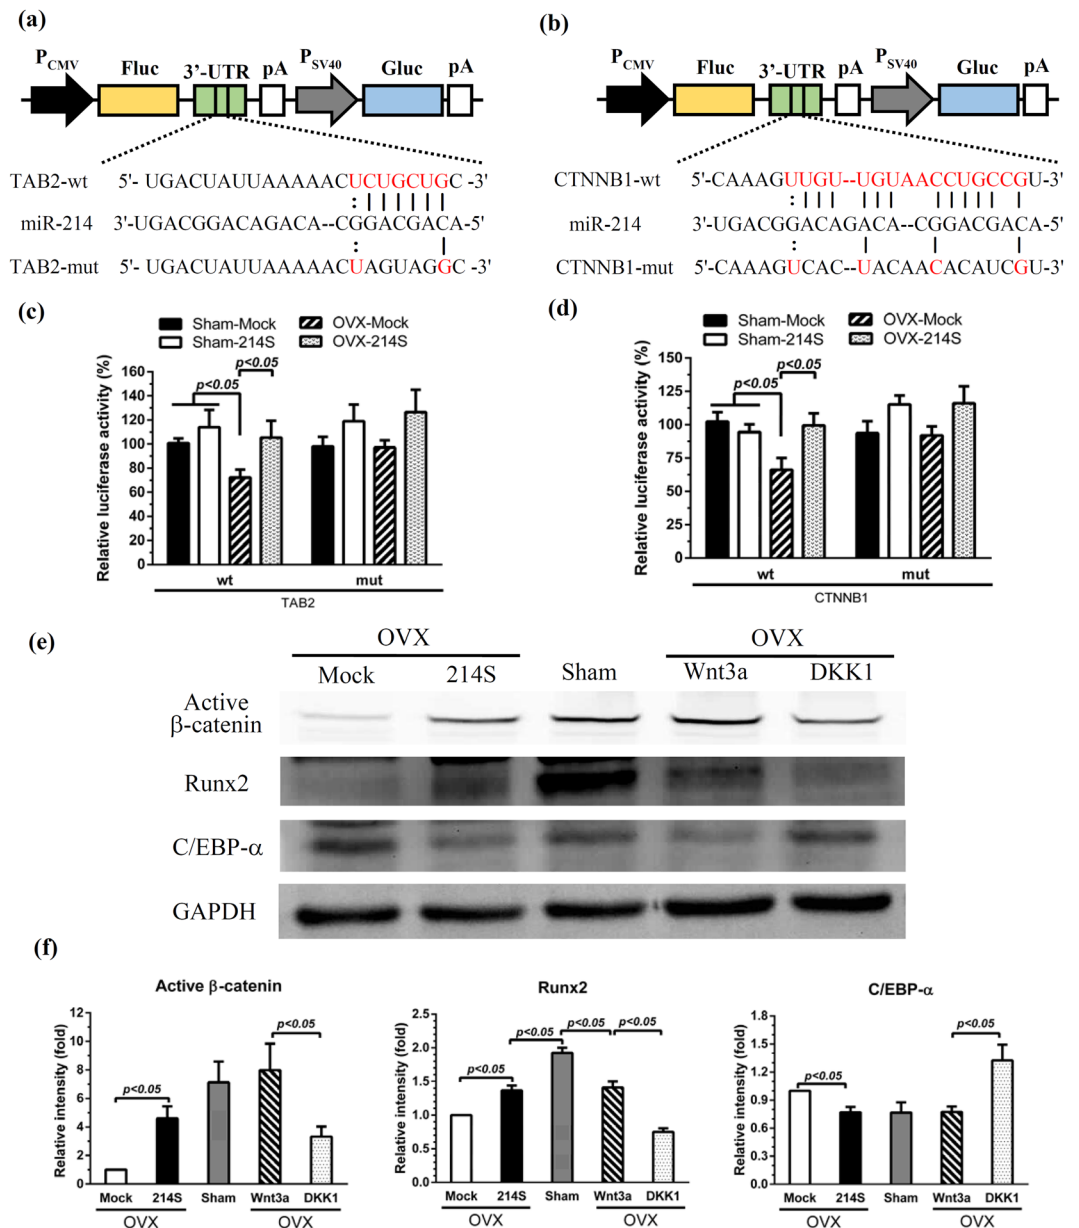 (a)
P_CMV Fluc 3'-UTR pA P_SV40 Gluc pA
TAB2-wt 5'- UGACUAUUAAAAACUCUGCUGC -3'
miR-214 3'-UGACGGACAGACA--CGGACGACA-5'
TAB2-mut 5'- UGACUAUUAAAAACUAGUAGGC -3'
(b)
P_CMV Fluc 3'-UTR pA P_SV40 Gluc pA
CTNNB1-wt 5'-CAAAGUUGU--UGUAACCUGCCGU-3'
miR-214 3'-UGACGGACAGACA--CGGACGACA-5'
CTNNB1-mut 5'-CAAAGUCAC--UACAACACAUCGU-3'
(c)
Sham-Mock OVX-Mock
Sham-214S OVX-214S
Relative luciferase activity (%)
160
140
120
100
80
60
40
20
0
p<0.05
p<0.05
wt mut
TAB2
(d)
Sham-Mock OVX-Mock
Sham-214S OVX-214S
Relative luciferase activity (%)
150
125
100
75
50
25
0
p<0.05
p<0.05
wt mut
CTNNB1
(e)
OVX OVX
Mock 214S Sham Wnt3a DKK1
Active
β-catenin
Runx2
C/EBP-α
GAPDH
(f)
Active β-catenin
Relative intensity (fold)
12
10
8
6
4
2
0
p<0.05
p<0.05
Mock 214S Sham Wnt3a DKK1
OVX OVX
Runx2
Relative intensity (fold)
2.5
2.0
1.5
1.0
0.5
0.0
p<0.05
p<0.05
p<0.05
p<0.05
Mock 214S Sham Wnt3a DKK1
OVX OVX
C/EBP-α
Relative intensity (fold)
1.8
1.5
1.2
0.9
0.6
0.3
0.0
p<0.05
p<0.05
Mock 214S Sham Wnt3a DKK1
OVX OVX